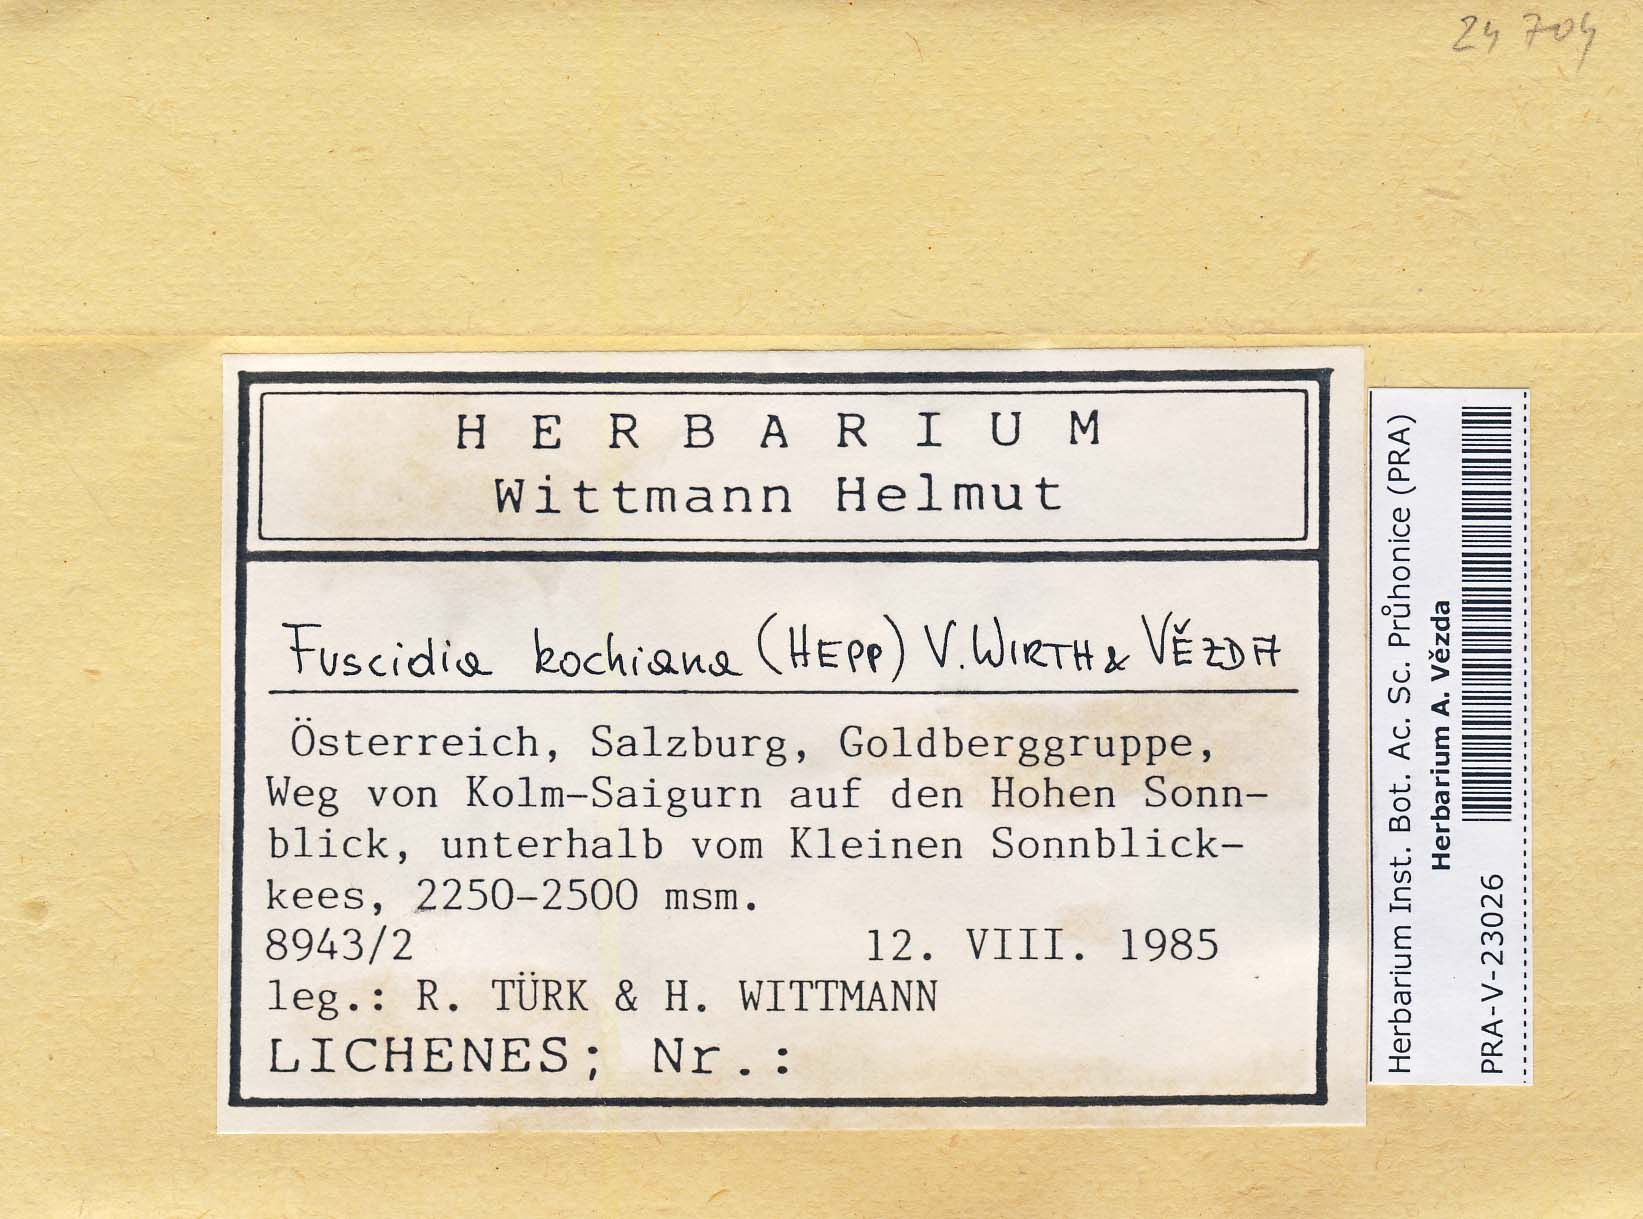 24 704
HERBARIUM
Wittmann Helmut
Fuscidia kochiana (HEPP) V. WIRTH & VĚZDA
Österreich, Salzburg, Goldberggruppe,
Weg von Kolm-Saigurn auf den Hohen Sonn-
blick, unterhalb vom Kleinen Sonnblick-
kees, 2250-2500 msm.
8943/2 12. VIII. 1985
leg.: R. TÜRK & H. WITTMANN
LICHENES; Nr.:
Herbarium Inst. Bot. Ac. Sc. Průhonice (PRA)
Herbarium A. Vězda
PRA-V-23026